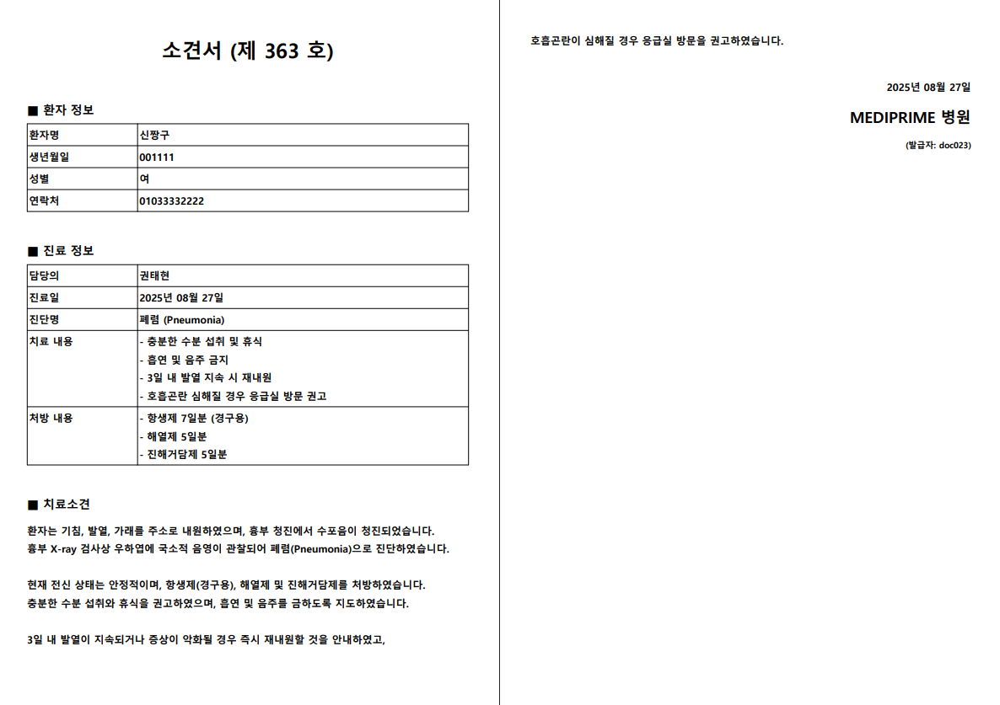 소견서 (제 363 호)
■ 환자 정보
환자명 신짱구
생년월일 001111
성별 여
연락처 01033332222
■ 진료 정보
담당의 권태현
진료일 2025년 08월 27일
진단명 폐렴 (Pneumonia)
치료 내용 - 충분한 수분 섭취 및 휴식
- 흡연 및 음주 금지
- 3일 내 발열 지속 시 재내원
- 호흡곤란 심해질 경우 응급실 방문 권고
처방 내용 - 항생제 7일분 (경구용)
- 해열제 5일분
- 진해거담제 5일분
■ 치료소견
환자는 기침, 발열, 가래를 주소로 내원하였으며, 흉부 청진에서 수포음이 청진되었습니다.
흉부 X-ray 검사상 우하엽에 국소적 음영이 관찰되어 폐렴(Pneumonia)으로 진단하였습니다.
현재 전신 상태는 안정적이며, 항생제(경구용), 해열제 및 진해거담제를 처방하였습니다.
충분한 수분 섭취와 휴식을 권고하였으며, 흡연 및 음주를 금하도록 지도하였습니다.
3일 내 발열이 지속되거나 증상이 악화될 경우 즉시 재내원할 것을 안내하였고,
호흡곤란이 심해질 경우 응급실 방문을 권고하였습니다.
2025년 08월 27일
MEDIPRIME 병원
(발급자: doc023)